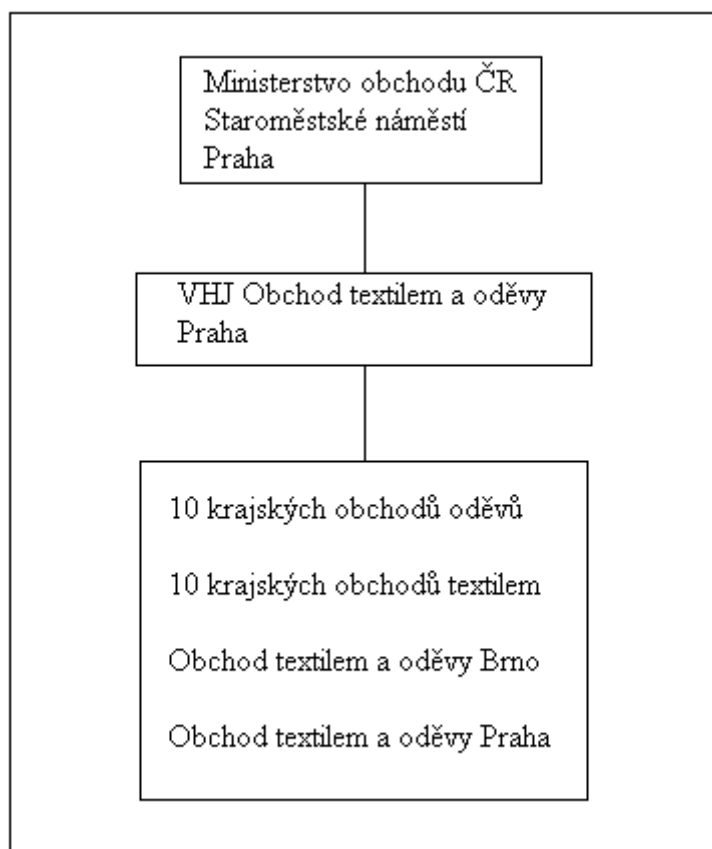 Ministerstvo obchodu ČR
Staroměstské náměstí
Praha
VHJ Obchod textilem a oděvy
Praha
10 krajských obchodů oděvů
10 krajských obchodů textilem
Obchod textilem a oděvy Brno
Obchod textilem a oděvy Praha